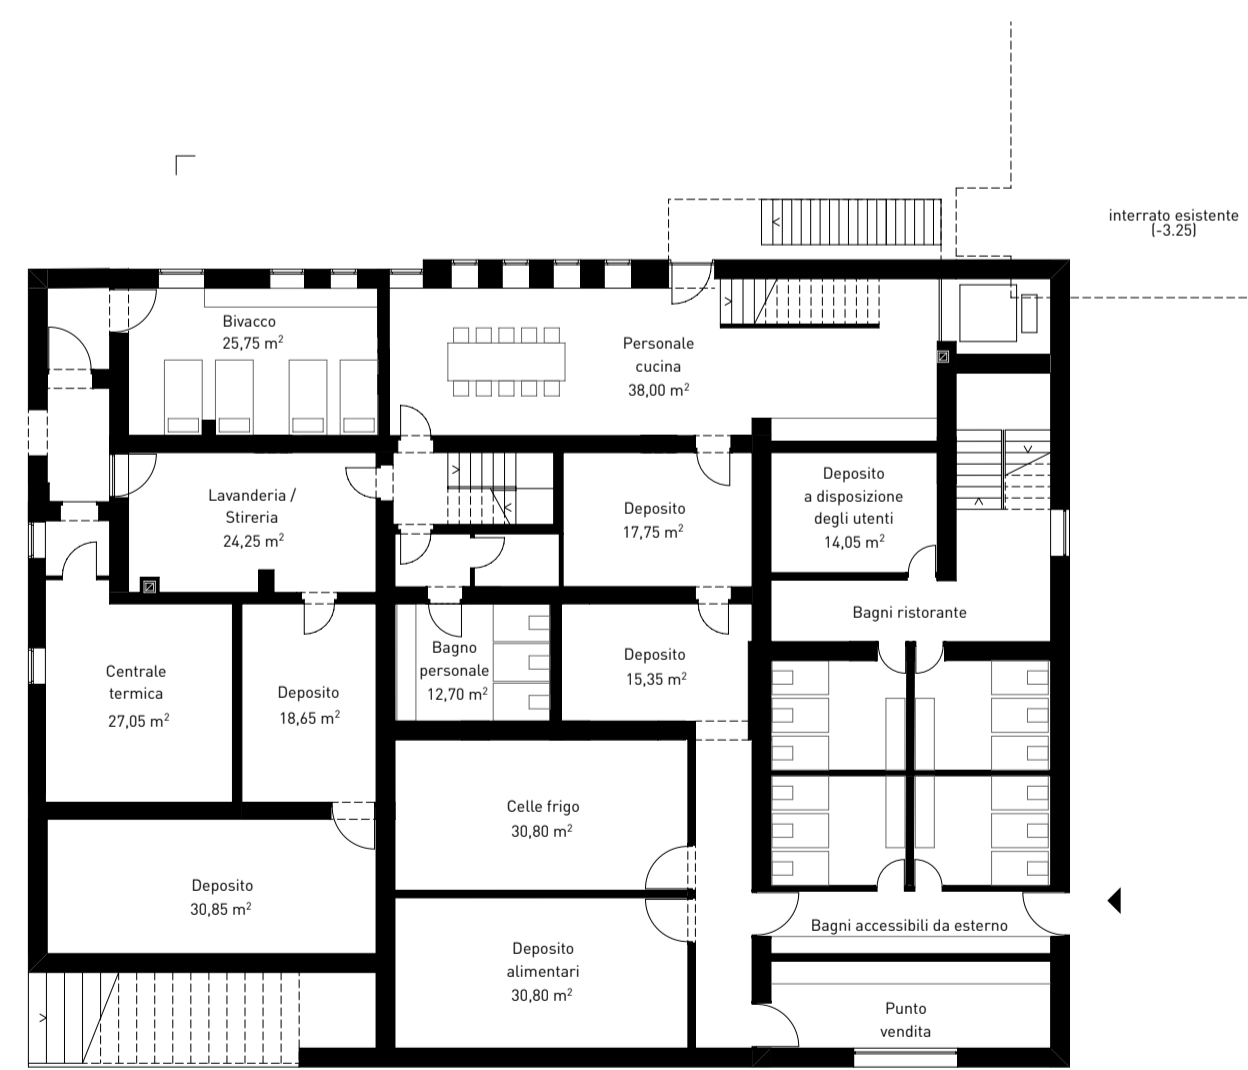 interrato esistente
(-3.25)
Bivacco
25,75 m²
Personale
cucina
38,00 m²
Lavanderia /
Stireria
24,25 m²
Deposito
17,75 m²
Deposito
a disposizione
degli utenti
14,05 m²
Bagni ristorante
Centrale
termica
27,05 m²
Deposito
18,65 m²
Bagno
personale
12,70 m²
Deposito
15,35 m²
Celle frigo
30,80 m²
Deposito
30,85 m²
Deposito
alimentari
30,80 m²
Bagni accessibili da esterno
Punto
vendita